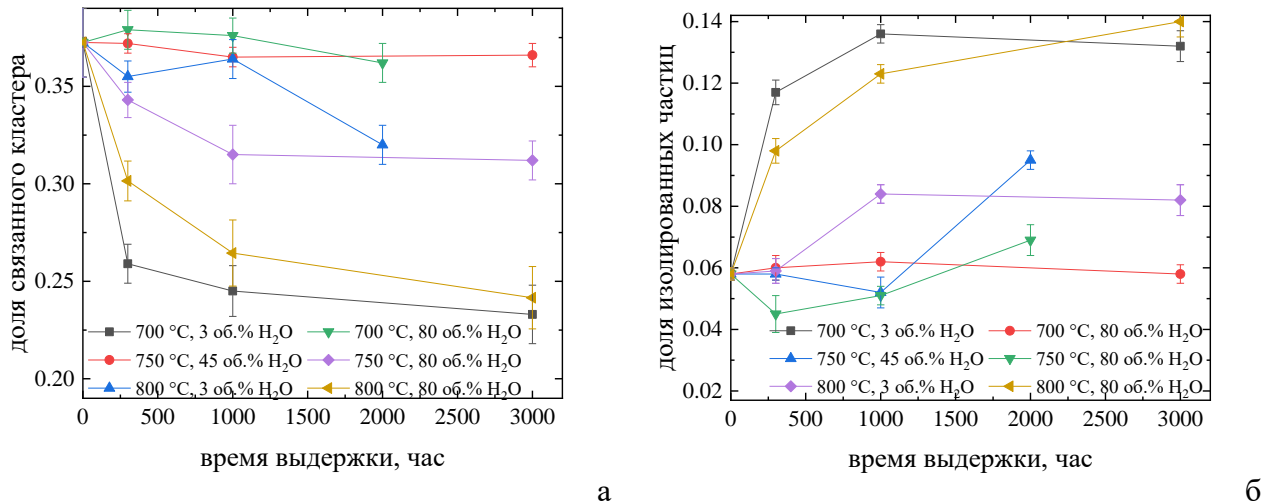 доля связанного кластера
0.35
0.30
0.25
0.20
700 °C, 3 об.% H₂O
700 °C, 80 об.% H₂O
750 °C, 45 об.% H₂O
750 °C, 80 об.% H₂O
800 °C, 3 об.% H₂O
800 °C, 80 об.% H₂O
0 500 1000 1500 2000 2500 3000
время выдержки, час
а
доля изолированных частиц
0.14
0.12
0.10
0.08
0.06
0.04
0.02
700 °C, 3 об.% H₂O
700 °C, 80 об.% H₂O
750 °C, 45 об.% H₂O
750 °C, 80 об.% H₂O
800 °C, 3 об.% H₂O
800 °C, 80 об.% H₂O
0 500 1000 1500 2000 2500 3000
время выдержки, час
б